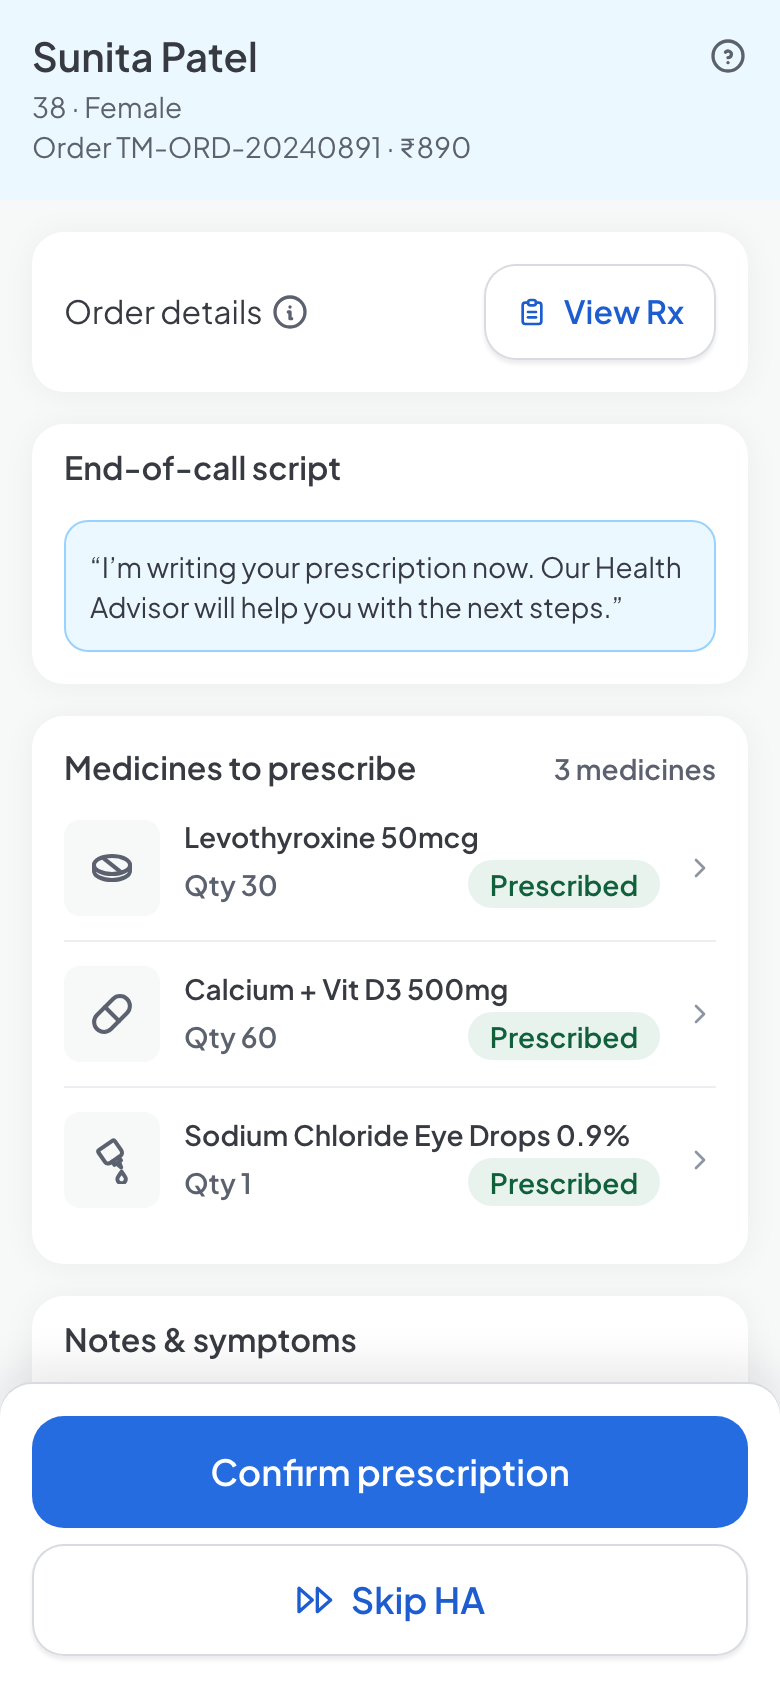 Sunita Patel
38 · Female
Order TM-ORD-20240891 · ₹890
Order details
View Rx
End-of-call script
“I’m writing your prescription now. Our Health
Advisor will help you with the next steps.”
Medicines to prescribe
3 medicines
Levothyroxine 50mcg
Qty 30
Prescribed
Calcium + Vit D3 500mg
Qty 60
Prescribed
Sodium Chloride Eye Drops 0.9%
Qty 1
Prescribed
Notes & symptoms
Confirm prescription
Skip HA